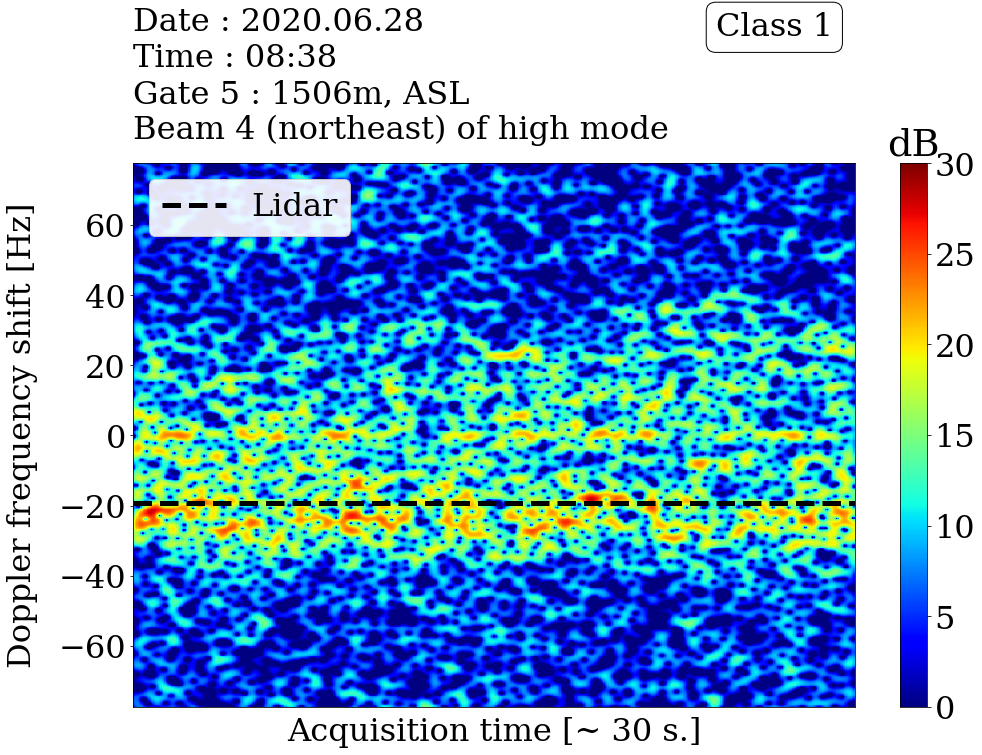 Date : 2020.06.28
Time : 08:38
Gate 5 : 1506m, ASL
Beam 4 (northeast) of high mode
Class 1
dB
Lidar
Doppler frequency shift [Hz]
60
40
20
0
−20
−40
−60
30
25
20
15
10
5
0
Acquisition time [~ 30 s.]